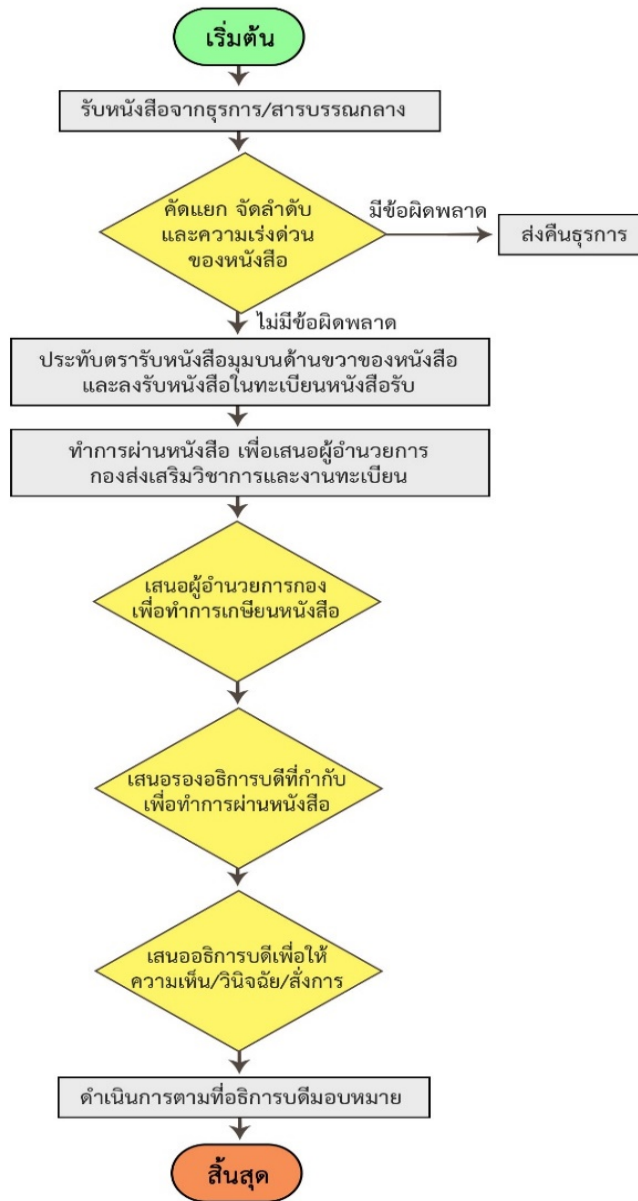 เริ่มต้น
รับหนังสือจากธุรการ/สารบรรณกลาง
คัดแยก จัดลำดับ
และความเร่งด่วน
ของหนังสือ
มีข้อผิดพลาด
ส่งคืนธุรการ
ไม่มีข้อผิดพลาด
ประทับตรารับหนังสือมุมบนด้านขวาของหนังสือ
และลงรับหนังสือในทะเบียนหนังสือรับ
ทำการผ่านหนังสือ เพื่อเสนอผู้อำนวยการ
กองส่งเสริมวิชาการและงานทะเบียน
เสนอผู้อำนวยการกอง
เพื่อทำการเกษียนหนังสือ
เสนอรองอธิการบดีที่กำกับ
เพื่อทำการผ่านหนังสือ
เสนออธิการบดีเพื่อให้
ความเห็น/วินิจฉัย/สั่งการ
ดำเนินการตามที่อธิการบดีมอบหมาย
สิ้นสุด